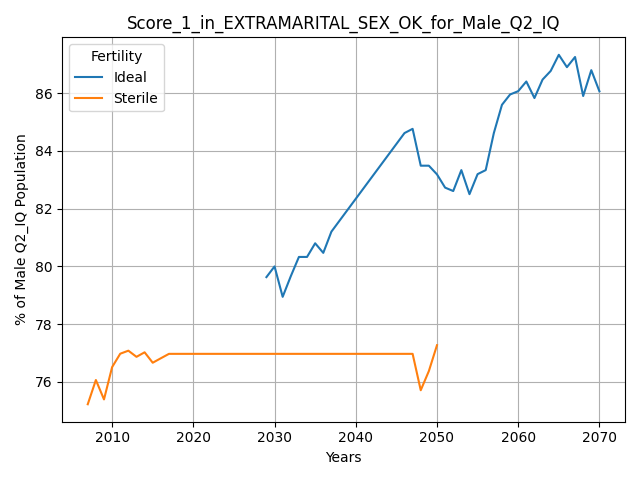 Score_1_in_EXTRAMARITAL_SEX_OK_for_Male_Q2_IQ
Fertility
Ideal
Sterile
% of Male Q2_IQ Population
86
84
82
80
78
76
2010 2020 2030 2040 2050 2060 2070
Years